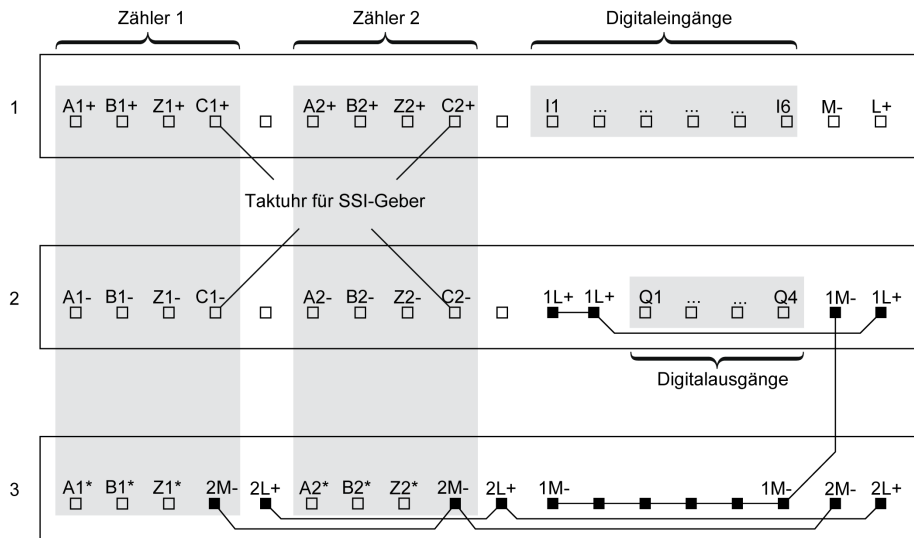 Zähler 1 Zähler 2 Digitaleingänge
1 A1+ B1+ Z1+ C1+ A2+ B2+ Z2+ C2+ I1 ... ... ... ... I6 M- L+
Taktuhr für SSI-Geber
2 A1- B1- Z1- C1- A2- B2- Z2- C2- 1L+ 1L+ Q1 ... ... Q4 1M- 1L+
Digitalausgänge
3 A1* B1* Z1* 2M- 2L+ A2* B2* Z2* 2M- 2L+ 1M- 1M- 2M- 2L+